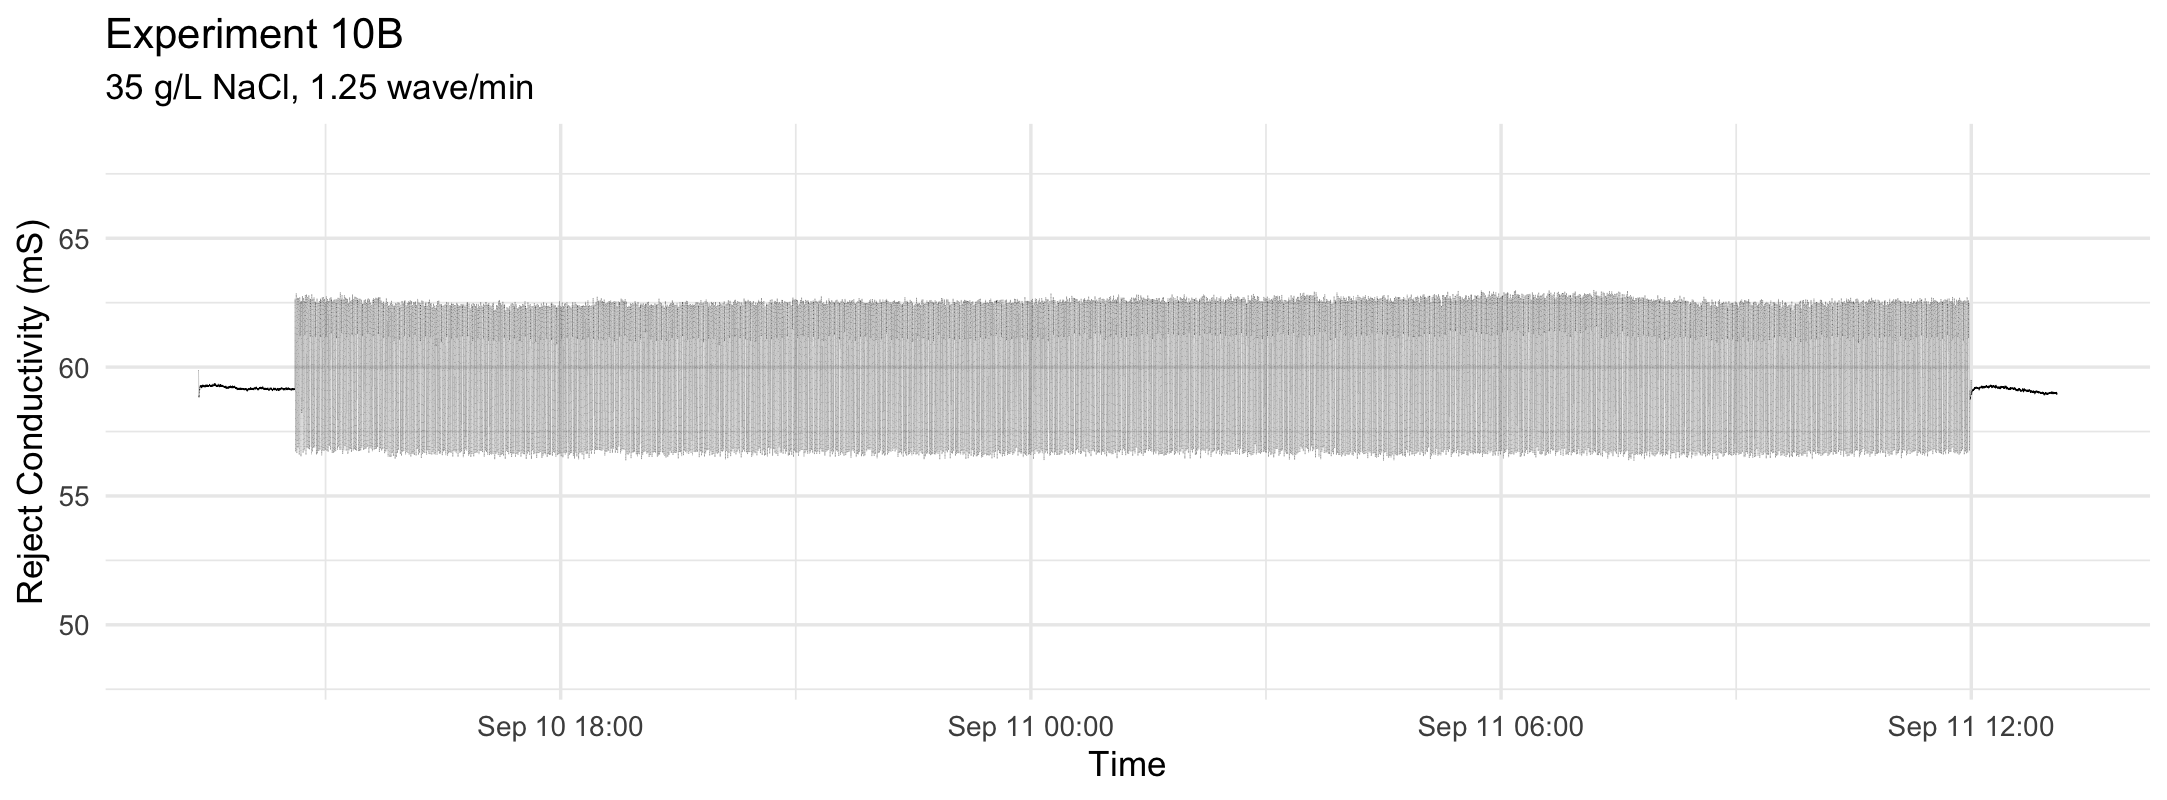 Experiment 10B
35 g/L NaCl, 1.25 wave/min
Reject Conductivity (mS)
65
60
55
50
Sep 10 18:00
Sep 11 00:00
Sep 11 06:00
Sep 11 12:00
Time